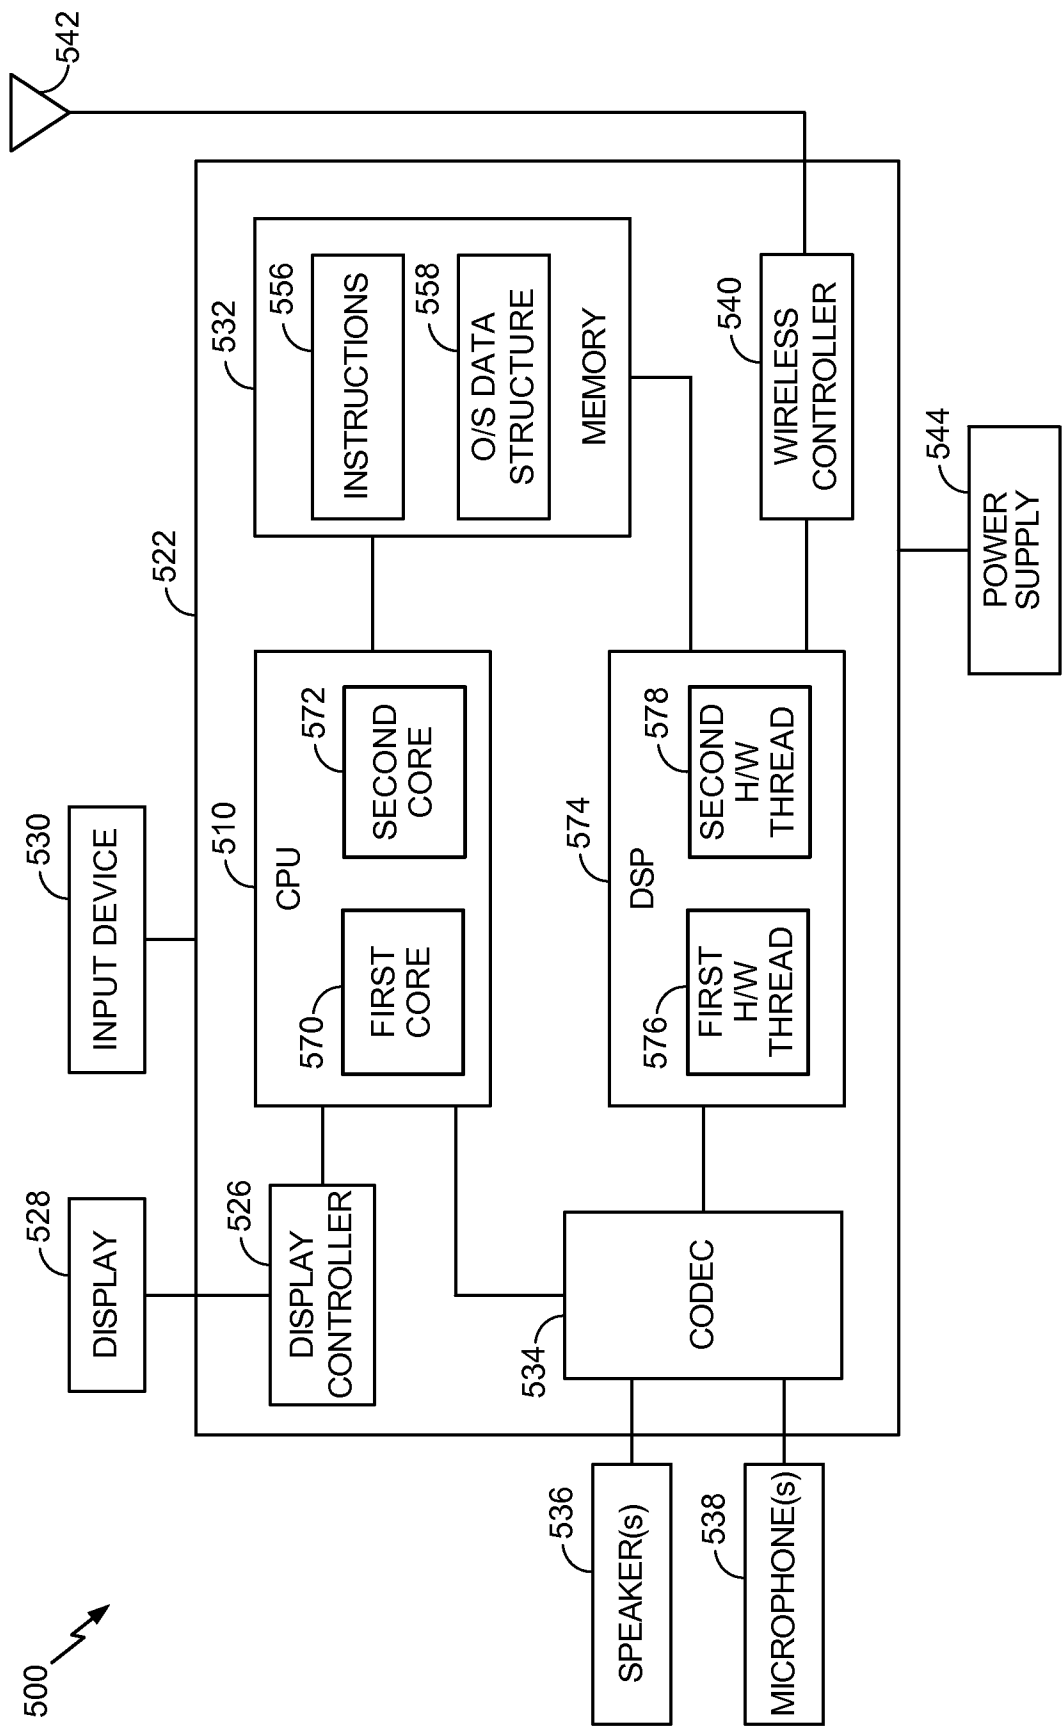 500
542
528
DISPLAY
530
INPUT DEVICE
522
526
DISPLAY
CONTROLLER
510
CPU
570
FIRST
CORE
572
SECOND
CORE
532
556
INSTRUCTIONS
558
O/S DATA
STRUCTURE
MEMORY
536
SPEAKER(s)
538
MICROPHONE(s)
534
CODEC
574
DSP
576
FIRST
H/W
THREAD
578
SECOND
H/W
THREAD
540
WIRELESS
CONTROLLER
544
POWER
SUPPLY